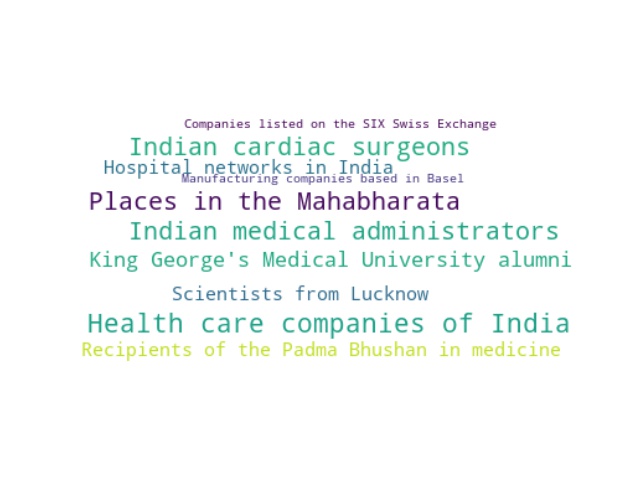 Companies listed on the SIX Swiss Exchange
Indian cardiac surgeons
Hospital networks in India
Manufacturing companies based in Basel
Places in the Mahabharata
Indian medical administrators
King George's Medical University alumni
Scientists from Lucknow
Health care companies of India
Recipients of the Padma Bhushan in medicine